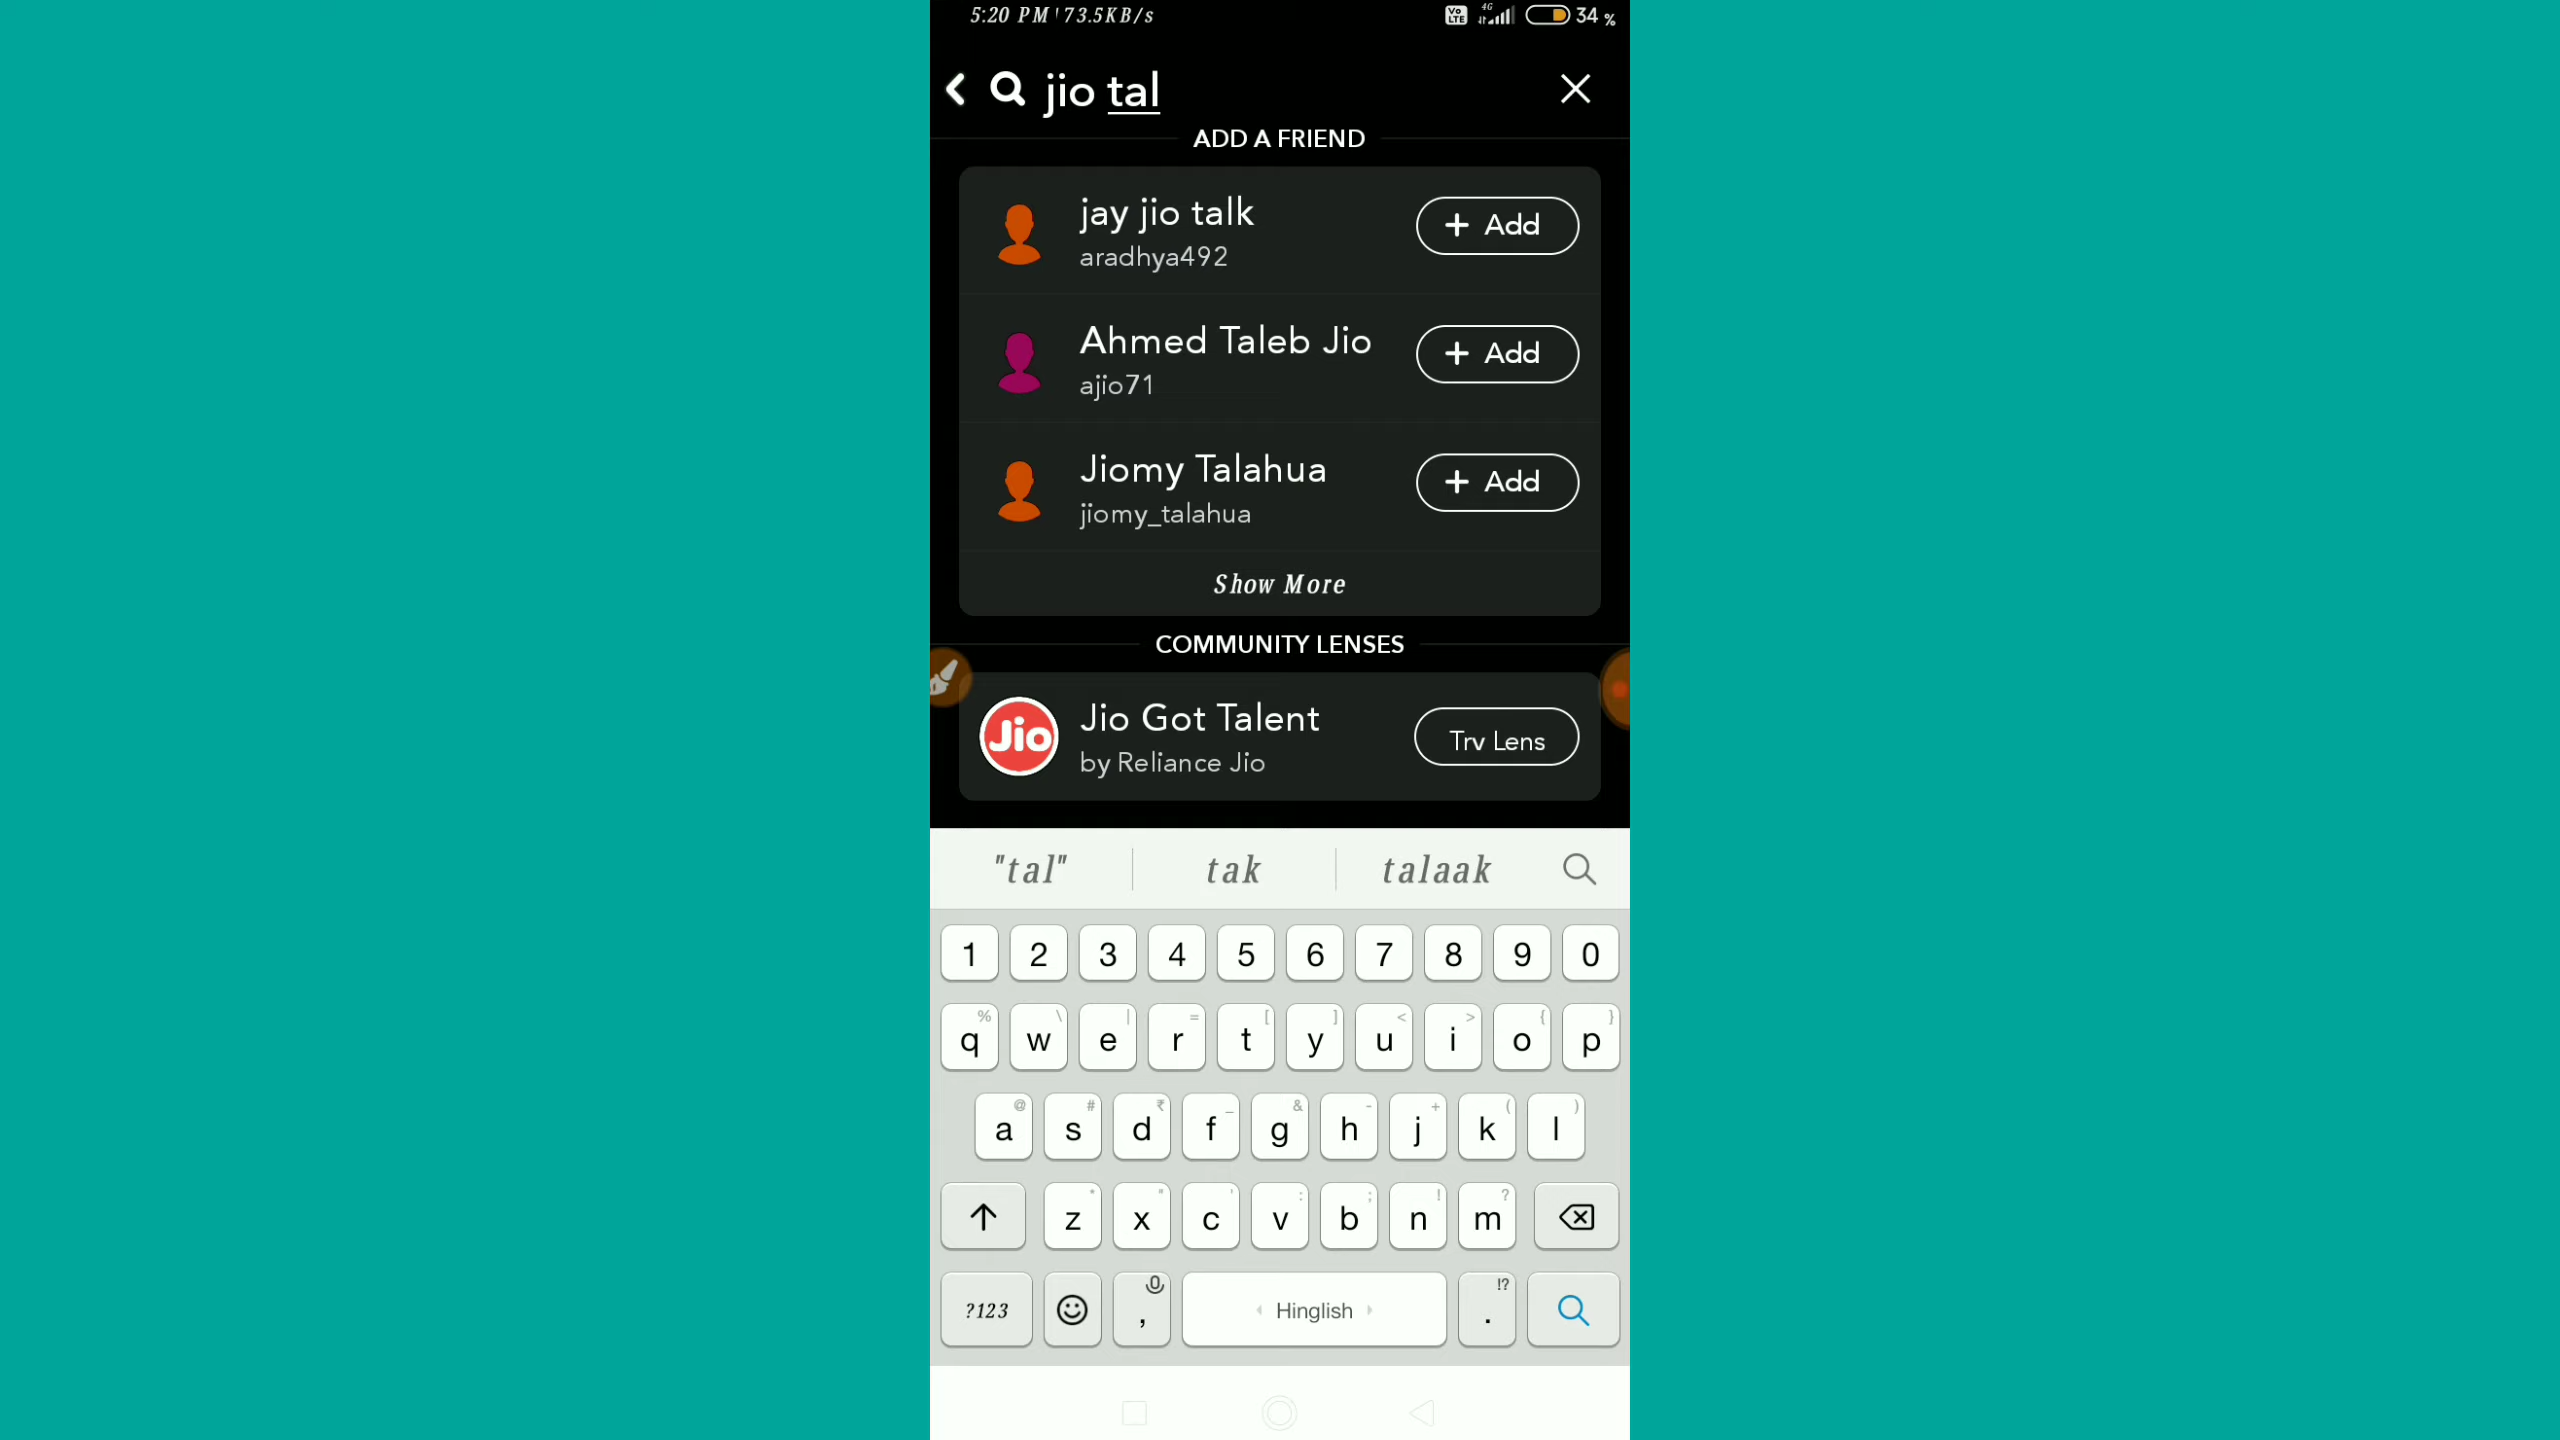 5:20 PM 73.5KB/s VoLTE 4G 34 %
jio tal
ADD A FRIEND
jay jio talk
aradhya492
+ Add
Ahmed Taleb Jio
ajio71
+ Add
Jiomy Talahua
jiomy_talahua
+ Add
Show More
COMMUNITY LENSES
Jio
Jio Got Talent
by Reliance Jio
Try Lens
"tal" tak talaak
1 2 3 4 5 6 7 8 9 0
% \ | = [ ] < > { }
q w e r t y u i o p
@ # ₹ _ & - + ( )
a s d f g h j k l
* " ' : ; ! ?
z x c v b n m
!?
?123 , Hinglish .